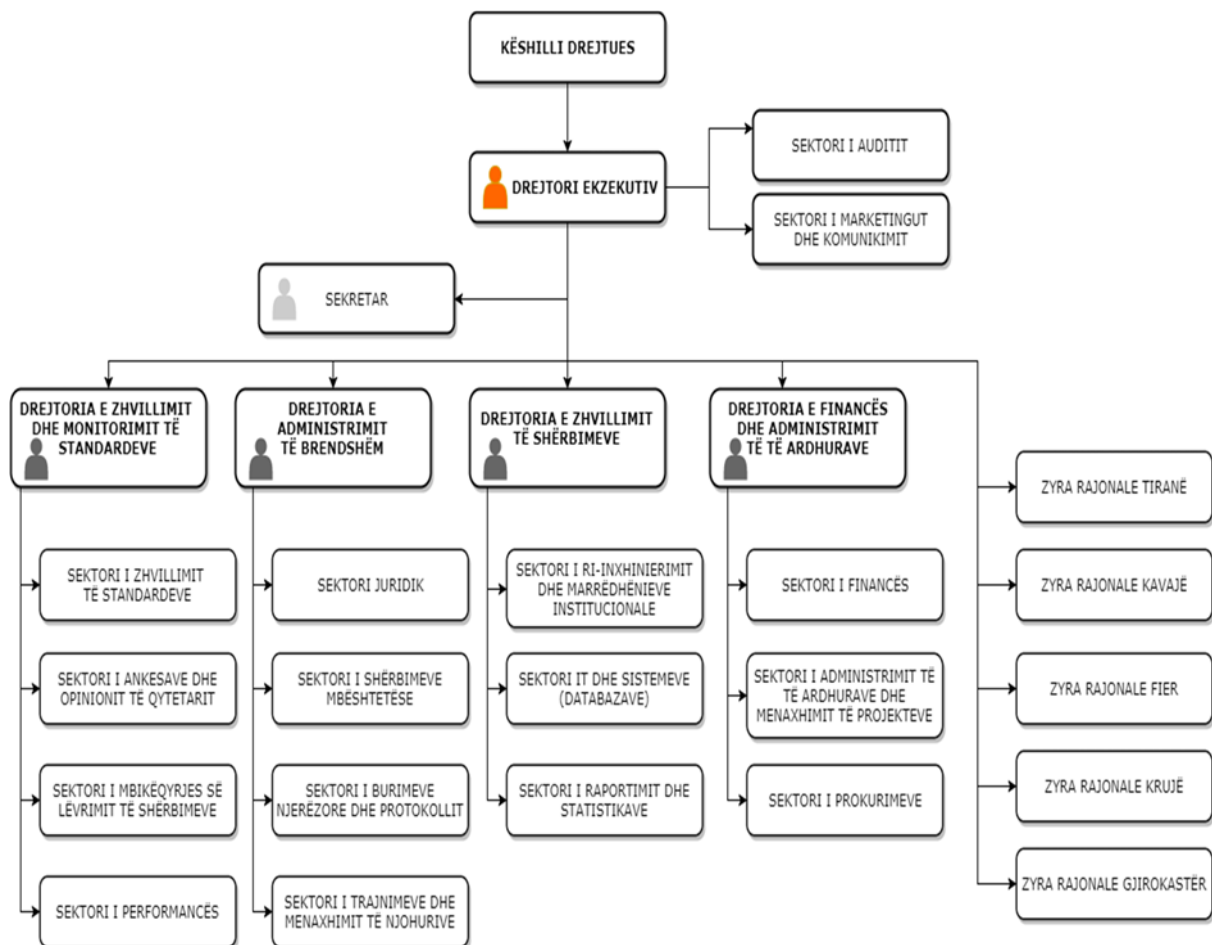 KËSHILLI DREJTUES
DREJTORI EKZEKUTIV
SEKTORI I AUDITIT
SEKTORI I MARKETINGUT
DHE KOMUNIKIMIT
SEKRETAR
DREJTORIA E ZHVILLIMIT
DHE MONITORIMIT TË
STANDARDEVE
SEKTORI I ZHVILLIMIT
TË STANDARDEVE
SEKTORI I ANKESAVE DHE
OPINIONIT TË QYTETARIT
SEKTORI I MBIKËQYRJES SË
LËVRIMIT TË SHËRBIMEVE
SEKTORI I PERFORMANCËS
DREJTORIA E
ADMINISTRIMIT
TË BRENDSHËM
SEKTORI JURIDIK
SEKTORI I SHËRBIMEVE
MBËSHTETËSE
SEKTORI I BURIMEVE
NJERËZORE DHE PROTOKOLLIT
SEKTORI I TRAJNIMEVE DHE
MENAXHIMIT TË NJOHURIVE
DREJTORIA E ZHVILLIMIT
TË SHËRBIMEVE
SEKTORI I RI-INXHINIERIMIT
DHE MARRËDHËNIEVE
INSTITUCIONALE
SEKTORI IT DHE SISTEMEVE
(DATABAZAVE)
SEKTORI I RAPORTIMIT DHE
STATISTIKAVE
DREJTORIA E FINANCËS
DHE ADMINISTRIMIT
TË TË ARDHURAVE
SEKTORI I FINANCËS
SEKTORI I ADMINISTRIMIT TË
TË ARDHURAVE DHE
MENAXHIMIT TË PROJEKTEVE
SEKTORI I PROKURIMEVE
ZYRA RAJONALE TIRANË
ZYRA RAJONALE KAVAJË
ZYRA RAJONALE FIER
ZYRA RAJONALE KRUJË
ZYRA RAJONALE GJIROKASTËR